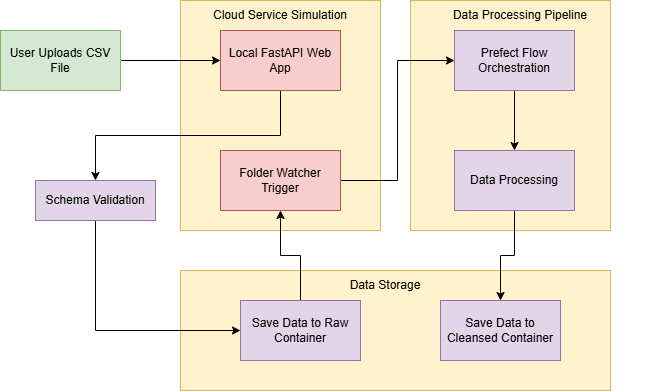 Cloud Service Simulation
Data Processing Pipeline
User Uploads CSV
File
Local FastAPI Web
App
Prefect Flow
Orchestration
Schema Validation
Folder Watcher
Trigger
Data Processing
Data Storage
Save Data to Raw
Container
Save Data to
Cleansed Container